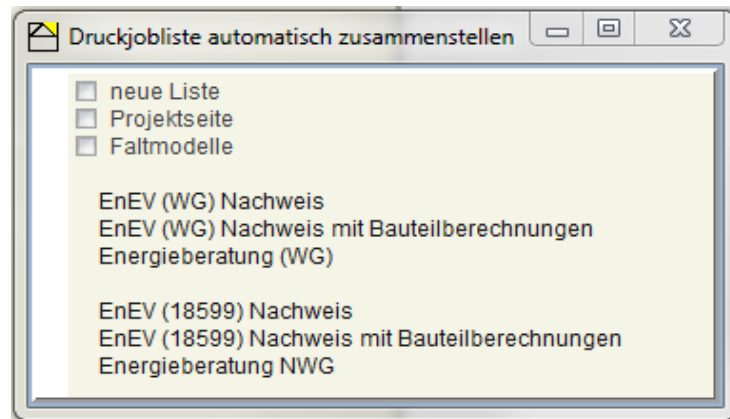 Druckjobliste automatisch zusammenstellen
neue Liste
Projektseite
Faltmodelle
EnEV (WG) Nachweis
EnEV (WG) Nachweis mit Bauteilberechnungen
Energieberatung (WG)
EnEV (18599) Nachweis
EnEV (18599) Nachweis mit Bauteilberechnungen
Energieberatung NWG